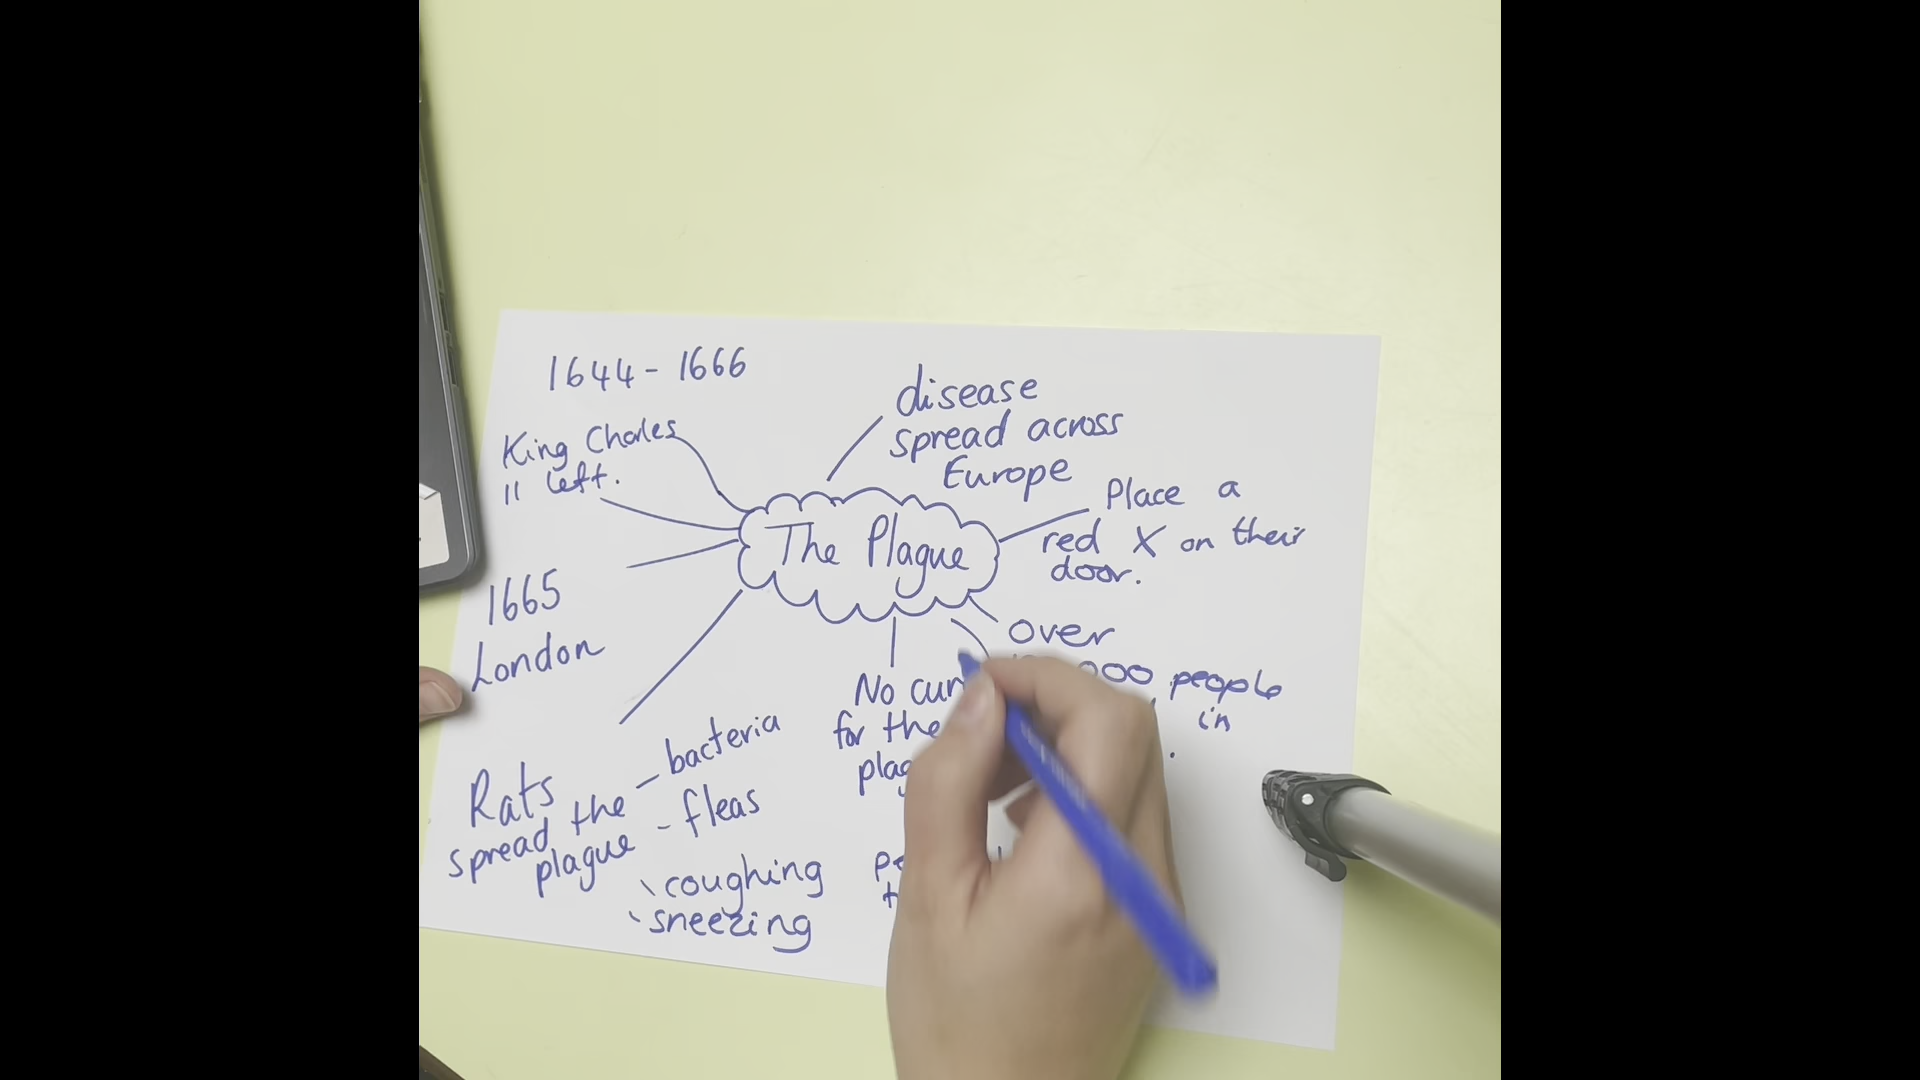 1644 - 1666
King Charles
II left.
disease
spread across
Europe
The Plague
Place a
red X on their
door.
1665
London
over
people
in
No
for the
Rats
spread the
plague
- bacteria
- fleas
- coughing
- sneezing